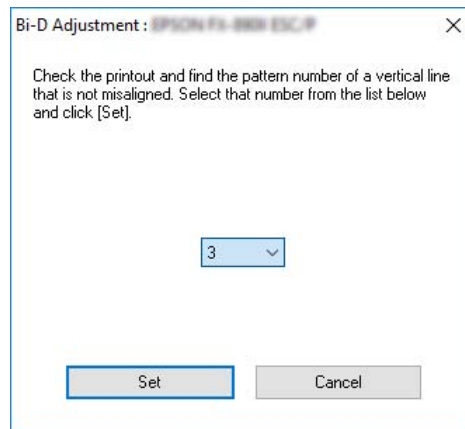 Bi-D Adjustment :
Check the printout and find the pattern number of a vertical line
that is not misaligned. Select that number from the list below
and click [Set].
3
Set
Cancel